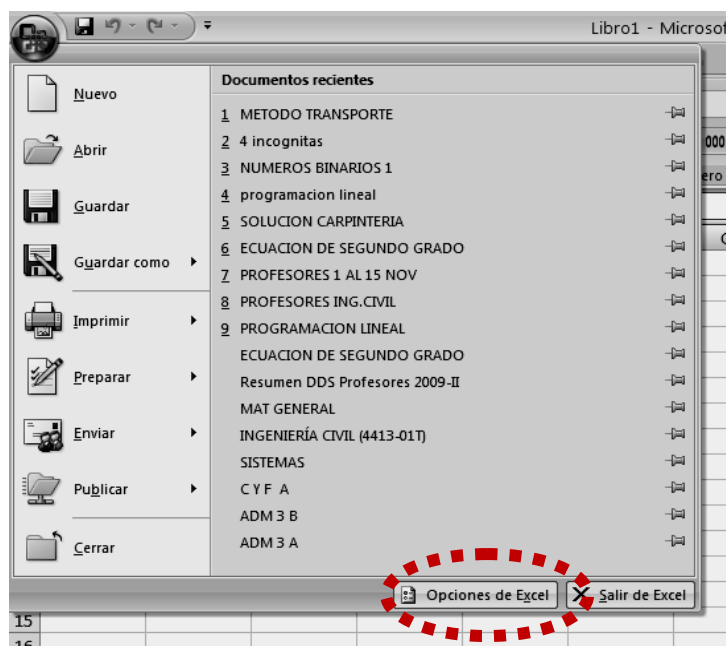 Libro1 - Microsof
Nuevo
Abrir
Guardar
Guardar como
Imprimir
Preparar
Enviar
Publicar
Cerrar
Documentos recientes
1 METODO TRANSPORTE
2 4 incognitas
3 NUMEROS BINARIOS 1
4 programacion lineal
5 SOLUCION CARPINTERIA
6 ECUACION DE SEGUNDO GRADO
7 PROFESORES 1 AL 15 NOV
8 PROFESORES ING.CIVIL
9 PROGRAMACION LINEAL
ECUACION DE SEGUNDO GRADO
Resumen DDS Profesores 2009-II
MAT GENERAL
INGENIERÍA CIVIL (4413-01T)
SISTEMAS
C Y F A
ADM 3 B
ADM 3 A
000
ero
Opciones de Excel
Salir de Excel
15
16